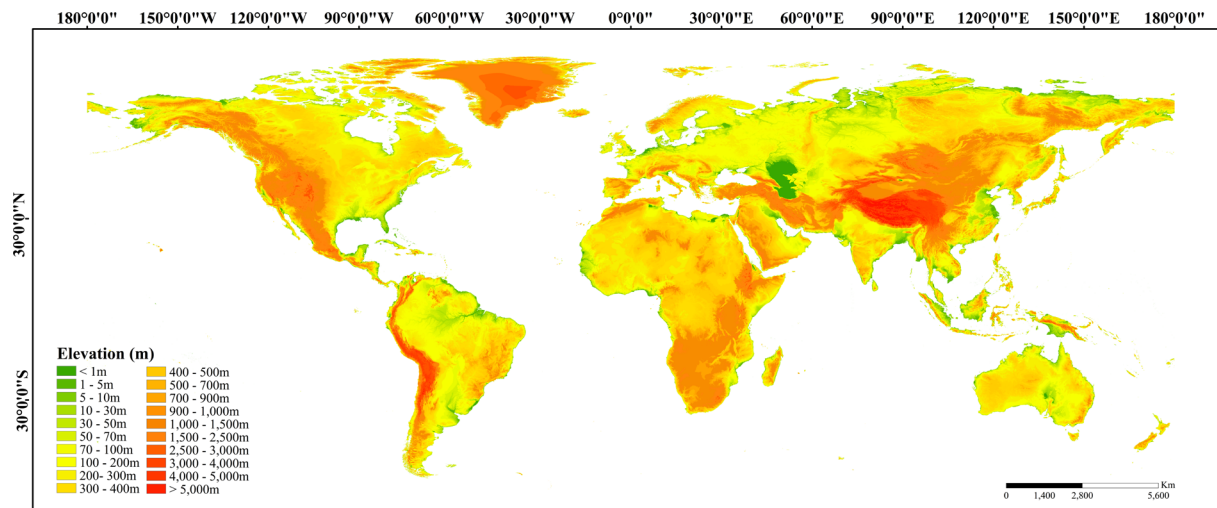 180°0'0"W 150°0'0"W 120°0'0"W 90°0'0"W 60°0'0"W 30°0'0"W 0°0'0" 30°0'0"E 60°0'0"E 90°0'0"E 120°0'0"E 150°0'0"E 180°0'0"
30°0'0"N
30°0'0"S
Elevation (m)
< 1m
1 - 5m
5 - 10m
10 - 30m
30 - 50m
50 - 70m
70 - 100m
100 - 200m
200- 300m
300 - 400m
400 - 500m
500 - 700m
700 - 900m
900 - 1,000m
1,000 - 1,500m
1,500 - 2,500m
2,500 - 3,000m
3,000 - 4,000m
4,000 - 5,000m
> 5,000m
Km
0 1,400 2,800 5,600